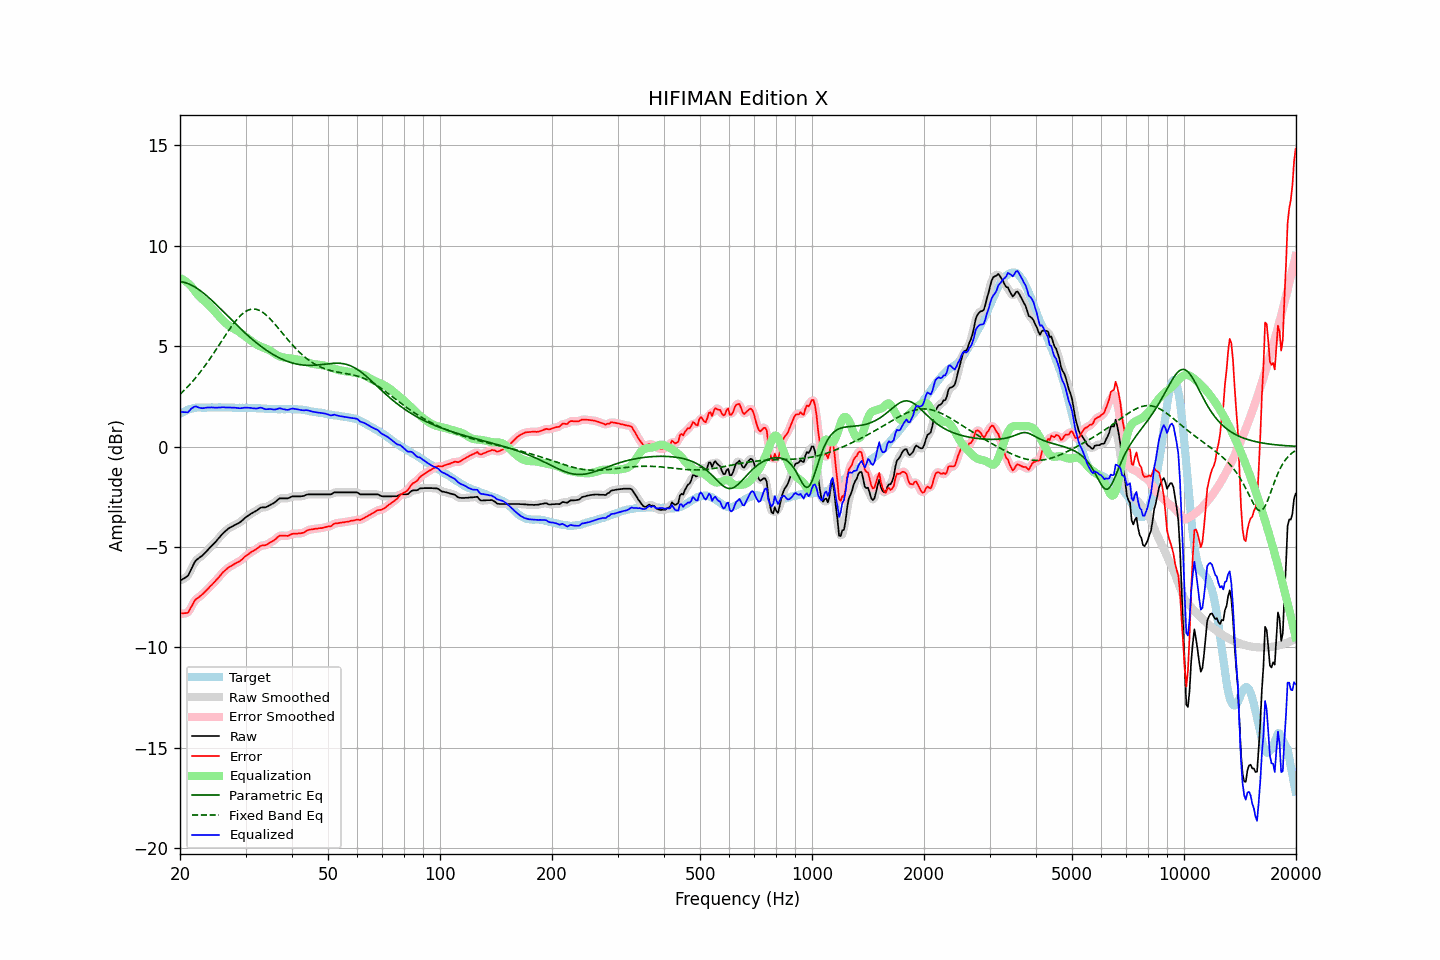 HIFIMAN Edition X
Amplitude (dBr)
15
10
5
0
−5
−10
−15
−20
Target
Raw Smoothed
Error Smoothed
Raw
Error
Equalization
Parametric Eq
Fixed Band Eq
Equalized
20 50 100 200 500 1000 2000 5000 10000 20000
Frequency (Hz)